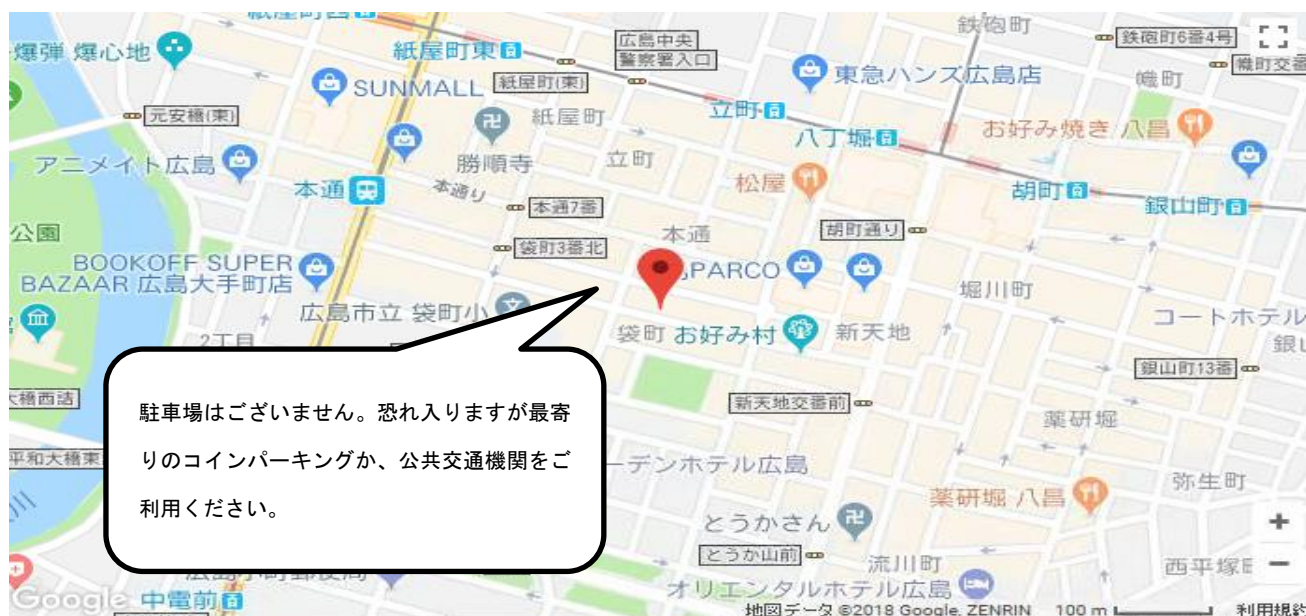 紙屋町西
鉄砲町
爆弾 爆心地
紙屋町東
広島中央
警察署入口
鉄砲町6番4号
幟町交番
SUNMALL
紙屋町(東)
東急ハンズ広島店
幟町
元安橋(東)
紙屋町
立町
八丁堀
お好み焼き 八昌
アニメイト広島
勝順寺
立町
本通
本通り
松屋
胡町
銀山町
本通7番
公園
本通
胡町通り
袋町3番北
BOOKOFF SUPER
BAZAAR 広島大手町店
PARCO
堀川町
広島市立 袋町小
コートホテル
2丁目
袋町
お好み村
新天地
銀山町13番
大橋西詰
新天地交番前
薬研堀
駐車場はございません。恐れ入りますが最寄
りのコインパーキングか、公共交通機関をご
利用ください。
平和大橋東
ーデンホテル広島
弥生町
薬研堀 八昌
とうかさん
とうか山前
流川町
西平塚町
オリエンタルホテル広島
Google
中電前
地図データ ©2018 Google, ZENRIN
100 m
利用規約